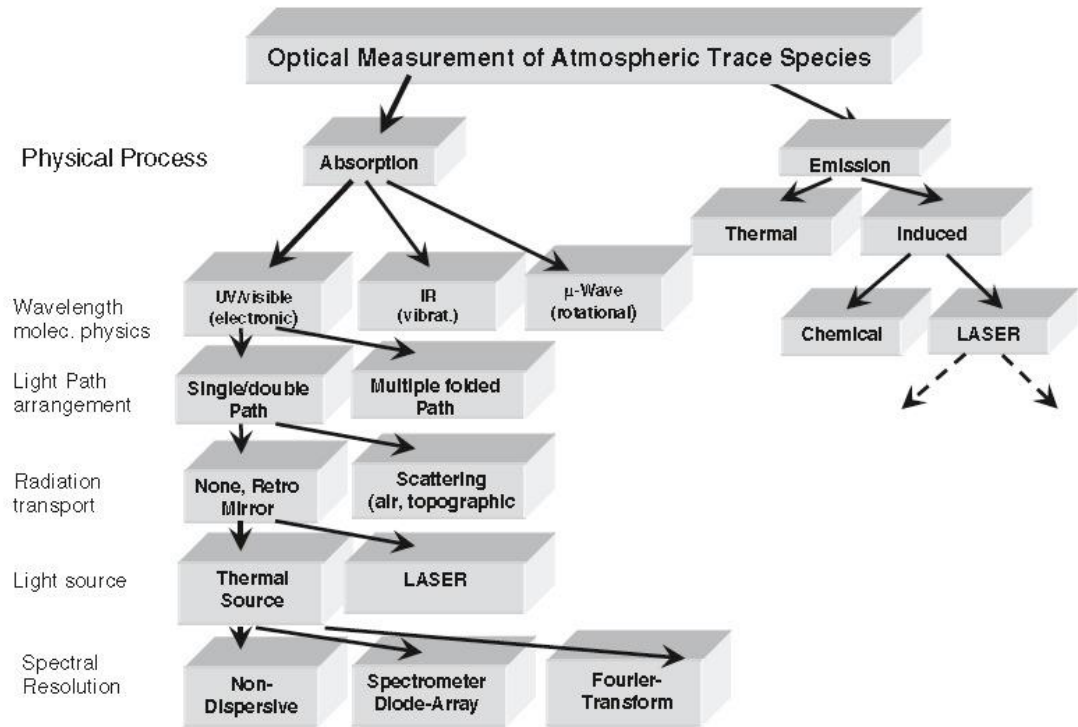 Optical Measurement of Atmospheric Trace Species
Physical Process
Absorption
Emission
Thermal
Induced
Wavelength
molec. physics
UV/visible
(electronic)
IR
(vibrat.)
μ-Wave
(rotational)
Chemical
LASER
Light Path
arrangement
Single/double
Path
Multiple folded
Path
Radiation
transport
None, Retro
Mirror
Scattering
(air, topographic
Light source
Thermal
Source
LASER
Spectral
Resolution
Non-
Dispersive
Spectrometer
Diode-Array
Fourier-
Transform